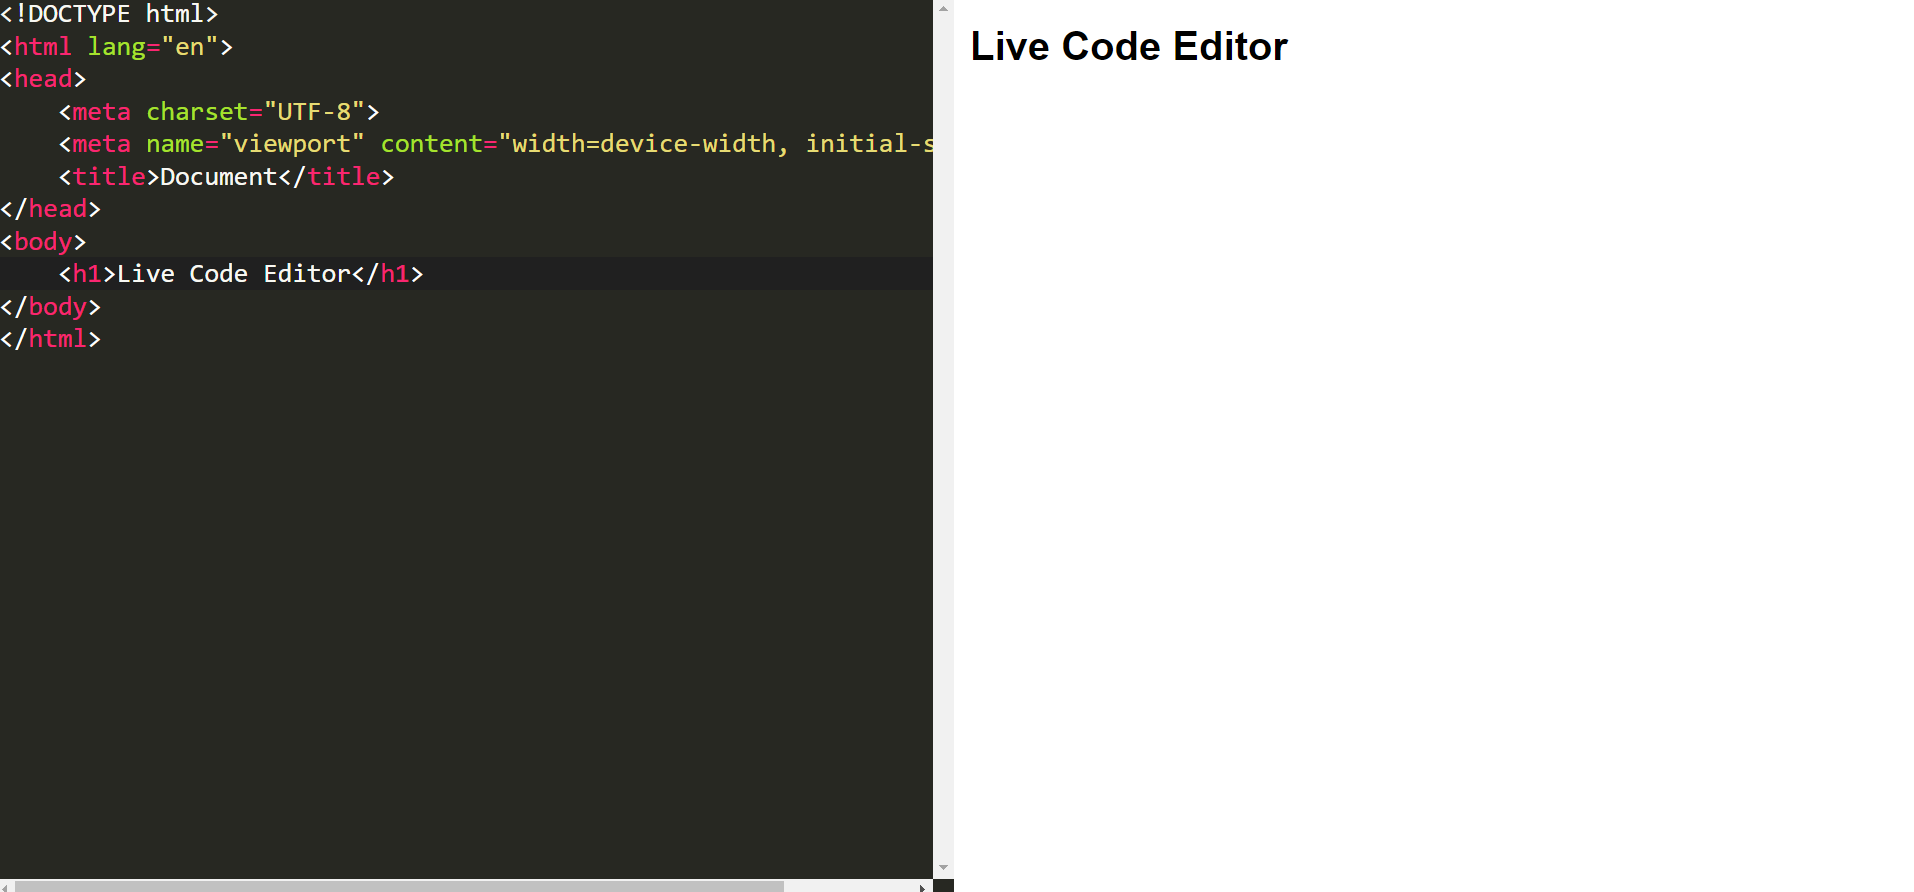 <!DOCTYPE html>
<html lang="en">
<head>
    <meta charset="UTF-8">
    <meta name="viewport" content="width=device-width, initial-s
    <title>Document</title>
</head>
<body>
    <h1>Live Code Editor</h1>
</body>
</html>
Live Code Editor